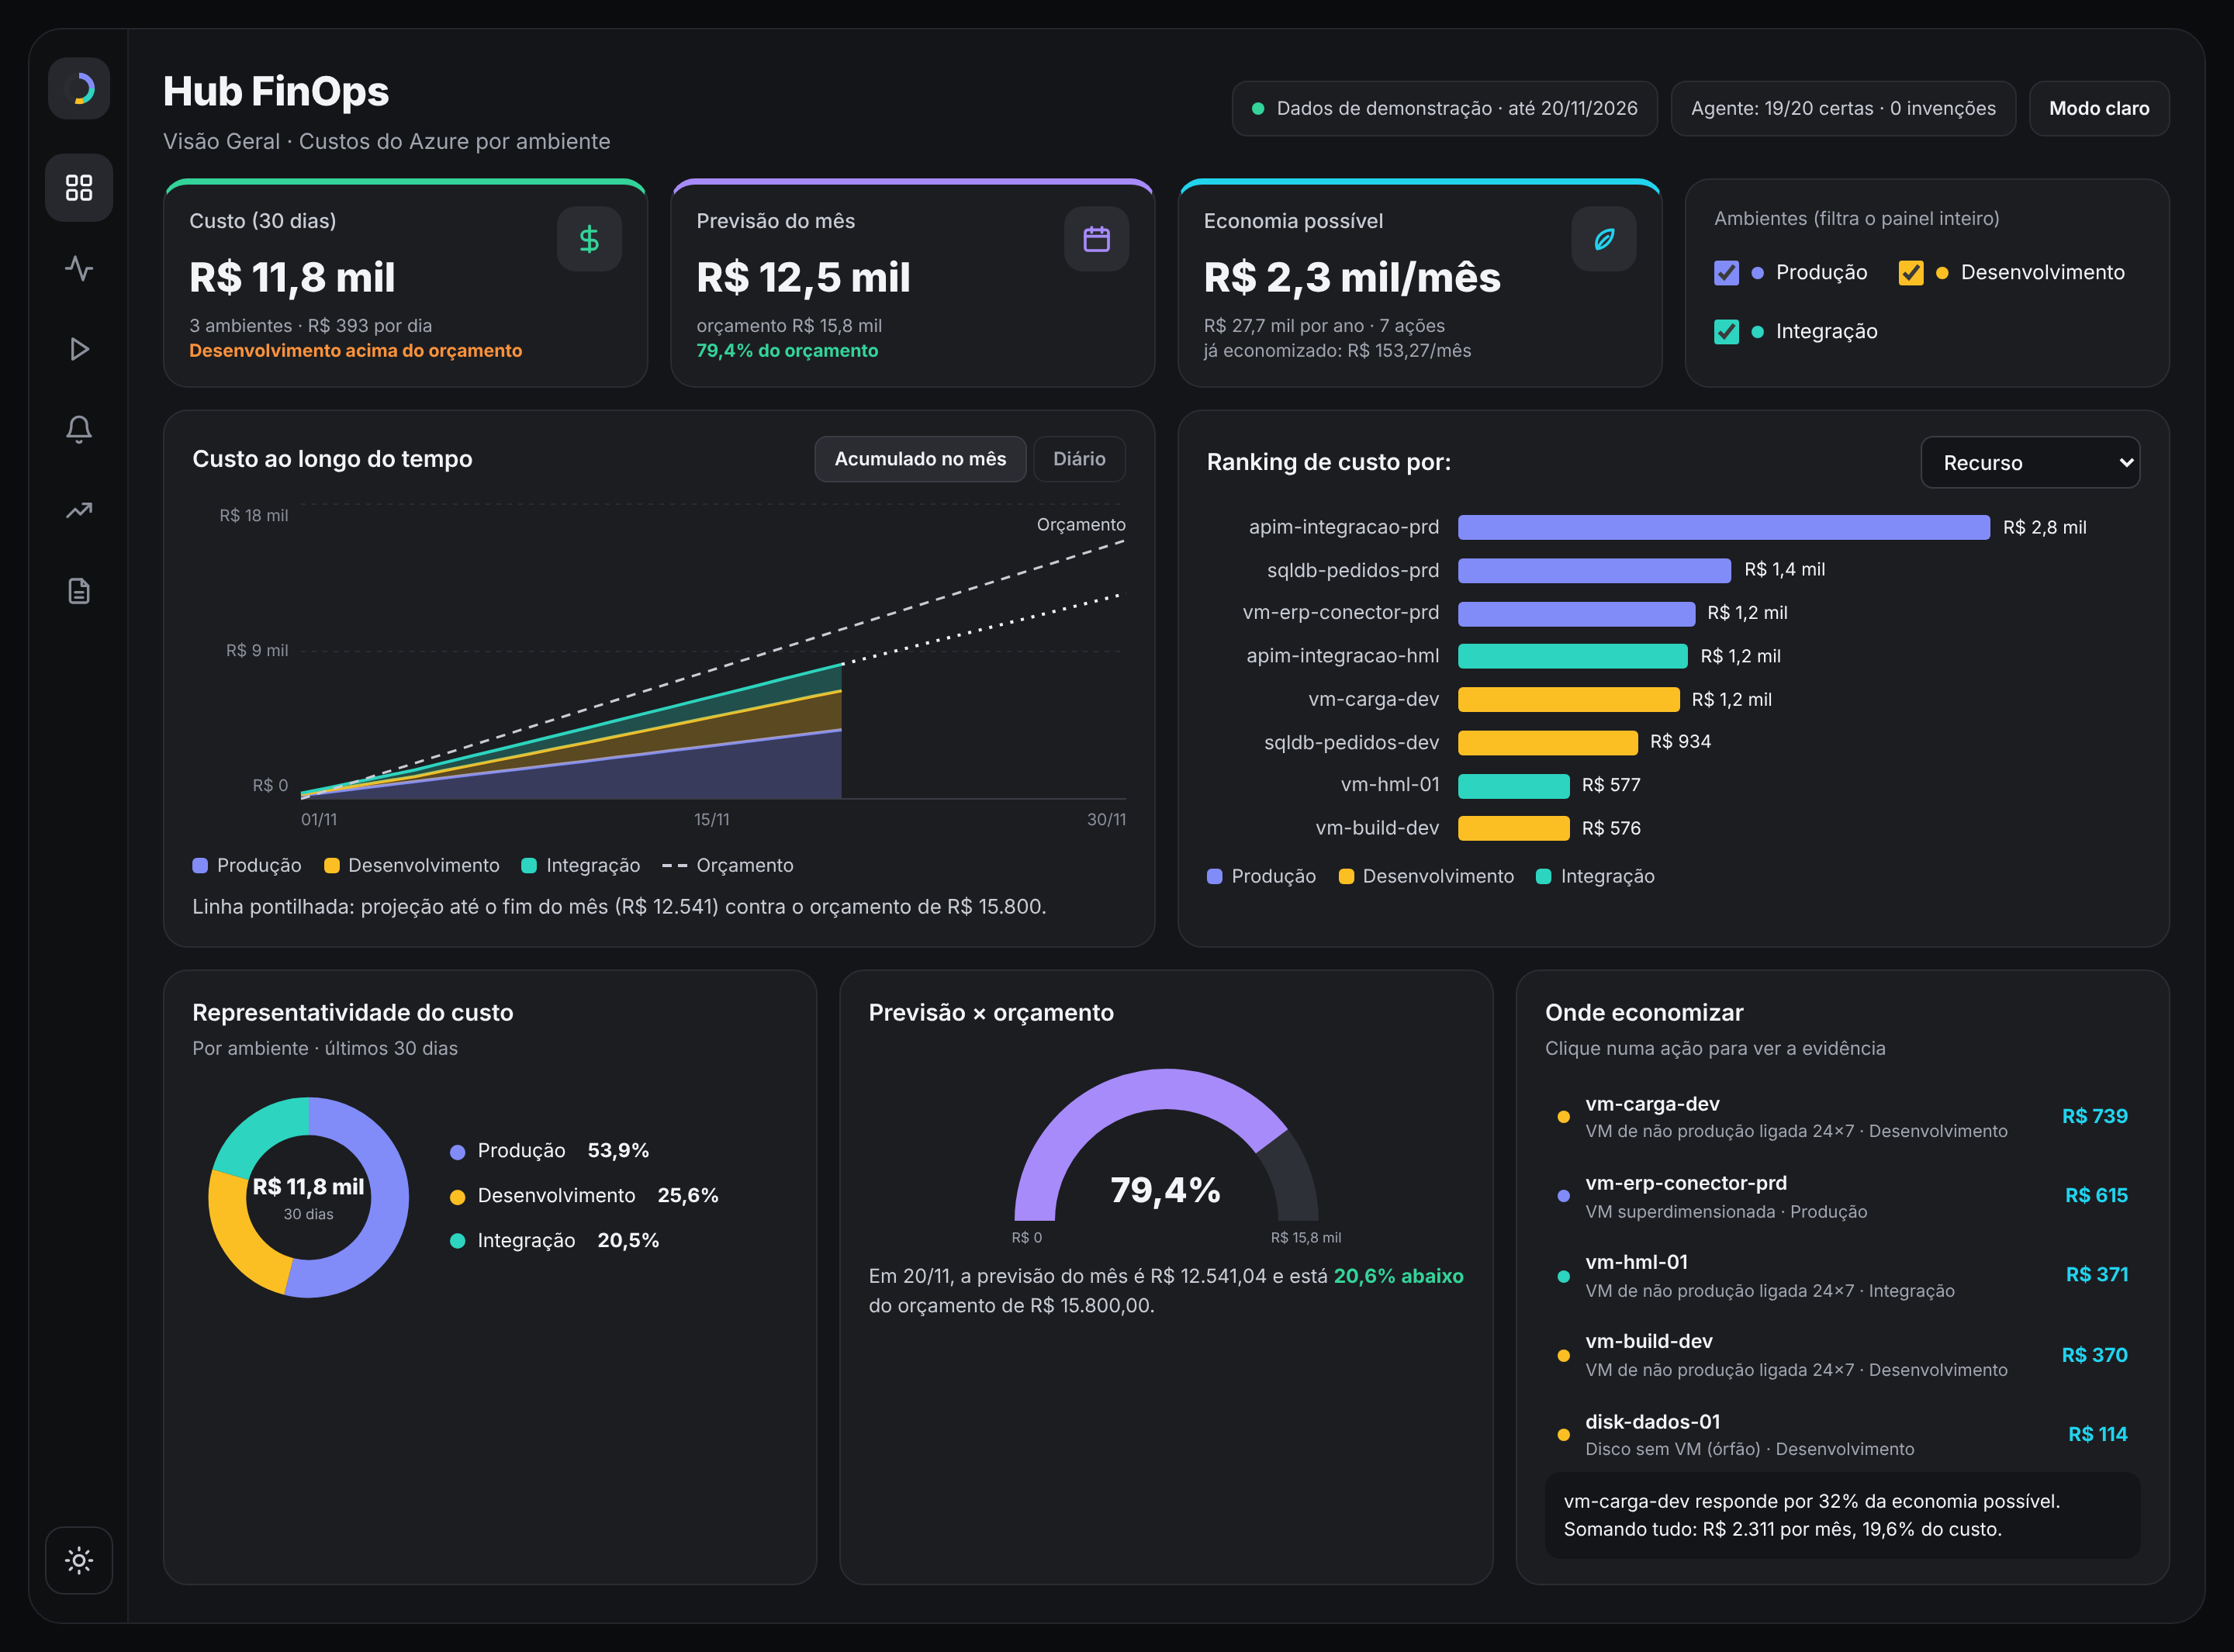 Hub FinOps
Visão Geral · Custos do Azure por ambiente
Dados de demonstração · até 20/11/2026
Agente: 19/20 certas · 0 invenções
Modo claro
Custo (30 dias)
R$ 11,8 mil
3 ambientes · R$ 393 por dia
Desenvolvimento acima do orçamento
Previsão do mês
R$ 12,5 mil
orçamento R$ 15,8 mil
79,4% do orçamento
Economia possível
R$ 2,3 mil/mês
R$ 27,7 mil por ano · 7 ações
já economizado: R$ 153,27/mês
Ambientes (filtra o painel inteiro)
Produção
Desenvolvimento
Integração
Custo ao longo do tempo
Acumulado no mês
Diário
R$ 18 mil
Orçamento
R$ 9 mil
R$ 0
01/11
15/11
30/11
Produção
Desenvolvimento
Integração
Orçamento
Linha pontilhada: projeção até o fim do mês (R$ 12.541) contra o orçamento de R$ 15.800.
Ranking de custo por:
Recurso
apim-integracao-prd
R$ 2,8 mil
sqldb-pedidos-prd
R$ 1,4 mil
vm-erp-conector-prd
R$ 1,2 mil
apim-integracao-hml
R$ 1,2 mil
vm-carga-dev
R$ 1,2 mil
sqldb-pedidos-dev
R$ 934
vm-hml-01
R$ 577
vm-build-dev
R$ 576
Produção
Desenvolvimento
Integração
Representatividade do custo
Por ambiente · últimos 30 dias
R$ 11,8 mil
30 dias
Produção 53,9%
Desenvolvimento 25,6%
Integração 20,5%
Previsão × orçamento
79,4%
R$ 0
R$ 15,8 mil
Em 20/11, a previsão do mês é R$ 12.541,04 e está 20,6% abaixo
do orçamento de R$ 15.800,00.
Onde economizar
Clique numa ação para ver a evidência
vm-carga-dev
VM de não produção ligada 24×7 · Desenvolvimento
R$ 739
vm-erp-conector-prd
VM superdimensionada · Produção
R$ 615
vm-hml-01
VM de não produção ligada 24×7 · Integração
R$ 371
vm-build-dev
VM de não produção ligada 24×7 · Desenvolvimento
R$ 370
disk-dados-01
Disco sem VM (órfão) · Desenvolvimento
R$ 114
vm-carga-dev responde por 32% da economia possível.
Somando tudo: R$ 2.311 por mês, 19,6% do custo.